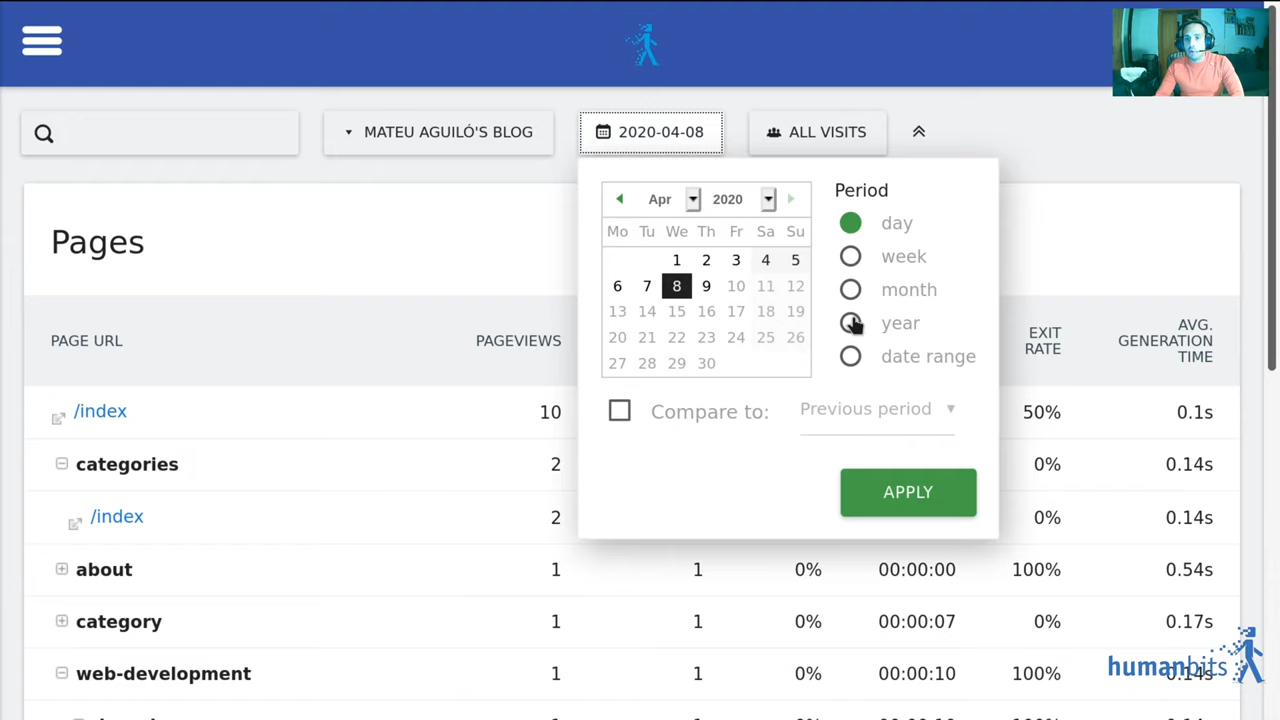 MATEU AGUILÓ'S BLOG
2020-04-08
ALL VISITS
Pages
Apr 2020
Mo Tu We Th Fr Sa Su
1 2 3 4 5
6 7 8 9 10 11 12
13 14 15 16 17 18 19
20 21 22 23 24 25 26
27 28 29 30
Period
day
week
month
year
date range
Compare to: Previous period
APPLY
PAGE URL PAGEVIEWS EXIT RATE AVG. GENERATION TIME
/index 10 50% 0.1s
categories 2 0% 0.14s
/index 2 0% 0.14s
about 1 1 0% 00:00:00 100% 0.54s
category 1 1 0% 00:00:07 0% 0.17s
web-development 1 1 0% 00:00:10 100% 0.14s
humanbits